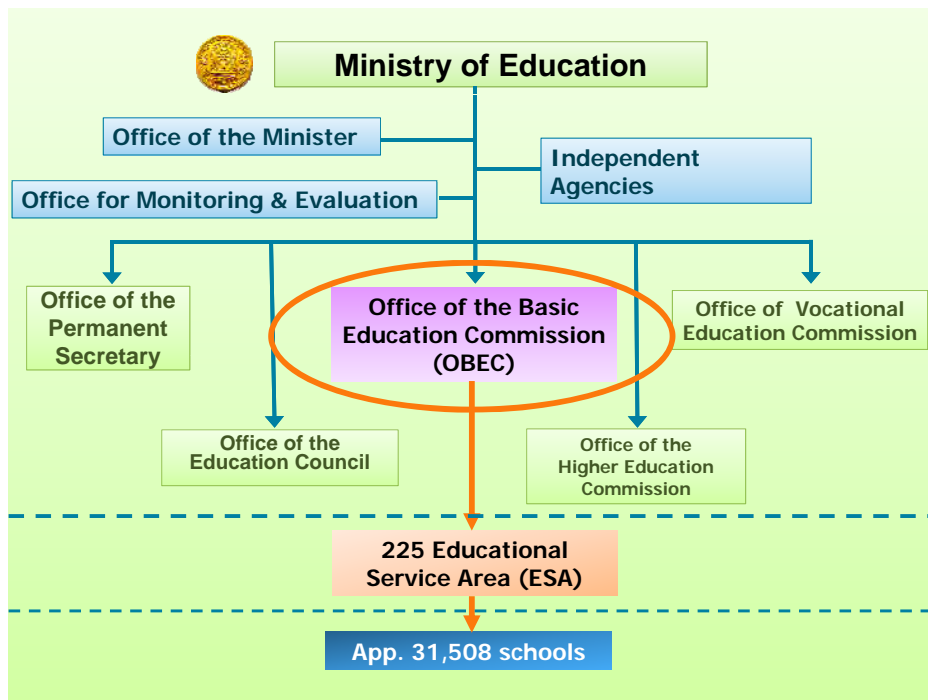 Ministry of Education
Office of the Minister
Independent
Agencies
Office for Monitoring & Evaluation
Office of the
Permanent
Secretary
Office of the Basic
Education Commission
(OBEC)
Office of Vocational
Education Commission
Office of the
Education Council
Office of the
Higher Education
Commission
225 Educational
Service Area (ESA)
App. 31,508 schools